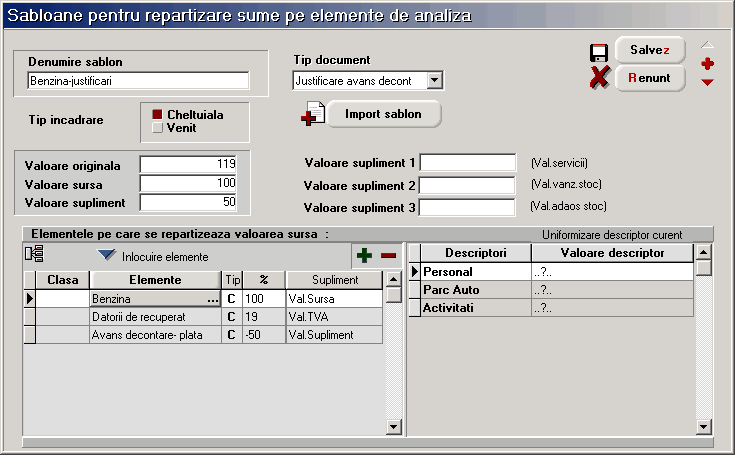 Sabloane pentru repartizare sume pe elemente de analiza
Denumire sablon
Benzina-justificari
Tip document
Justificare avans decont
Salvez
Renunt
Tip incadrare
Cheltuiala
Venit
Import sablon
Valoare originala 119
Valoare sursa 100
Valoare supliment 50
Valoare supliment 1 (Val.servicii)
Valoare supliment 2 (Val.vanz.stoc)
Valoare supliment 3 (Val.adaos stoc)
Elementele pe care se repartizeaza valoarea sursa :
Inlocuire elemente
Clasa Elemente Tip % Supliment
Benzina ... C 100 Val.Sursa
Datorii de recuperat C 19 Val.TVA
Avans decontare- plata C -50 Val.Supliment
Uniformizare descriptor curent
Descriptori Valoare descriptor
Personal ..?..
Parc Auto ..?..
Activitati ..?..